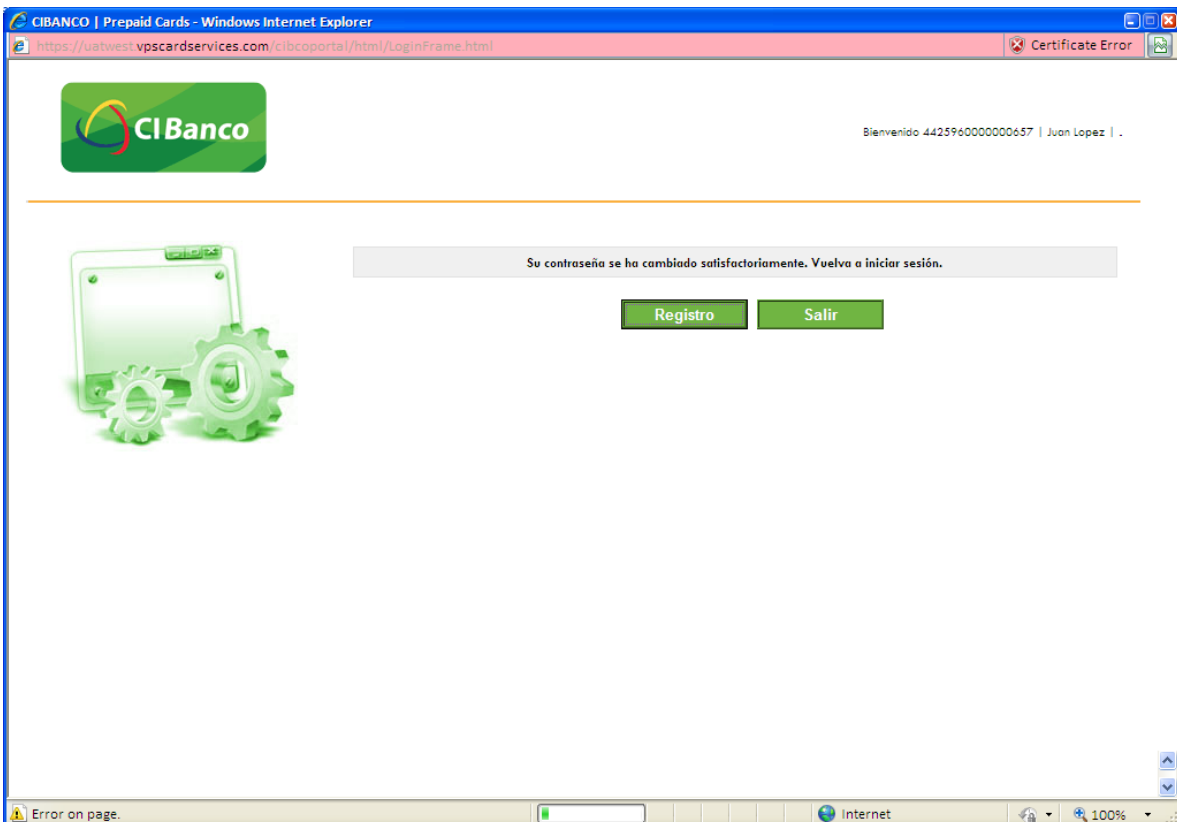 CIBANCO | Prepaid Cards - Windows Internet Explorer
https://uatwest.vpscardservices.com/cibcoportal/html/LoginFrame.html
Certificate Error
CIBanco
Bienvenido 4425960000000657 | Juan Lopez | .
Su contraseña se ha cambiado satisfactoriamente. Vuelva a iniciar sesión.
Registro
Salir
Error on page.
Internet
100%